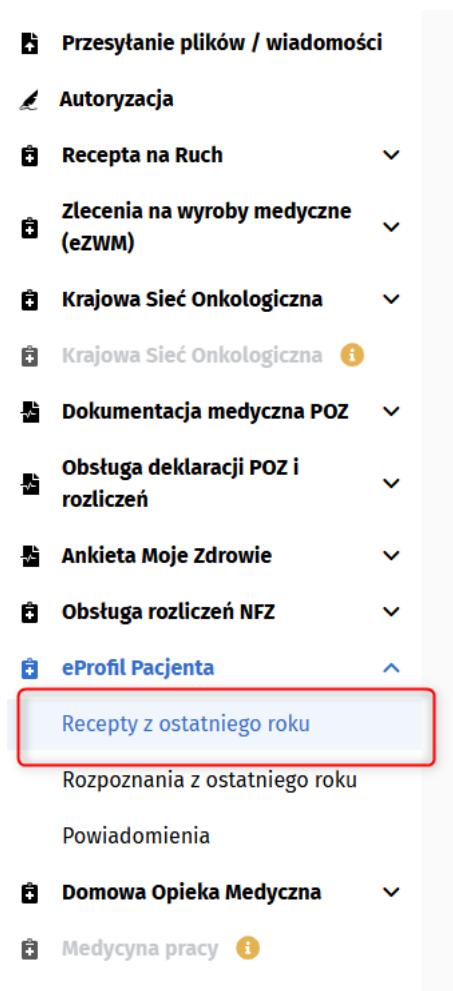 Przesyłanie plików / wiadomości
Autoryzacja
Recepta na Ruch
Zlecenia na wyroby medyczne
(eZWM)
Krajowa Sieć Onkologiczna
Krajowa Sieć Onkologiczna
Dokumentacja medyczna POZ
Obsługa deklaracji POZ i
rozliczeń
Ankieta Moje Zdrowie
Obsługa rozliczeń NFZ
eProfil Pacjenta
Recepty z ostatniego roku
Rozpoznania z ostatniego roku
Powiadomienia
Domowa Opieka Medyczna
Medycyna pracy